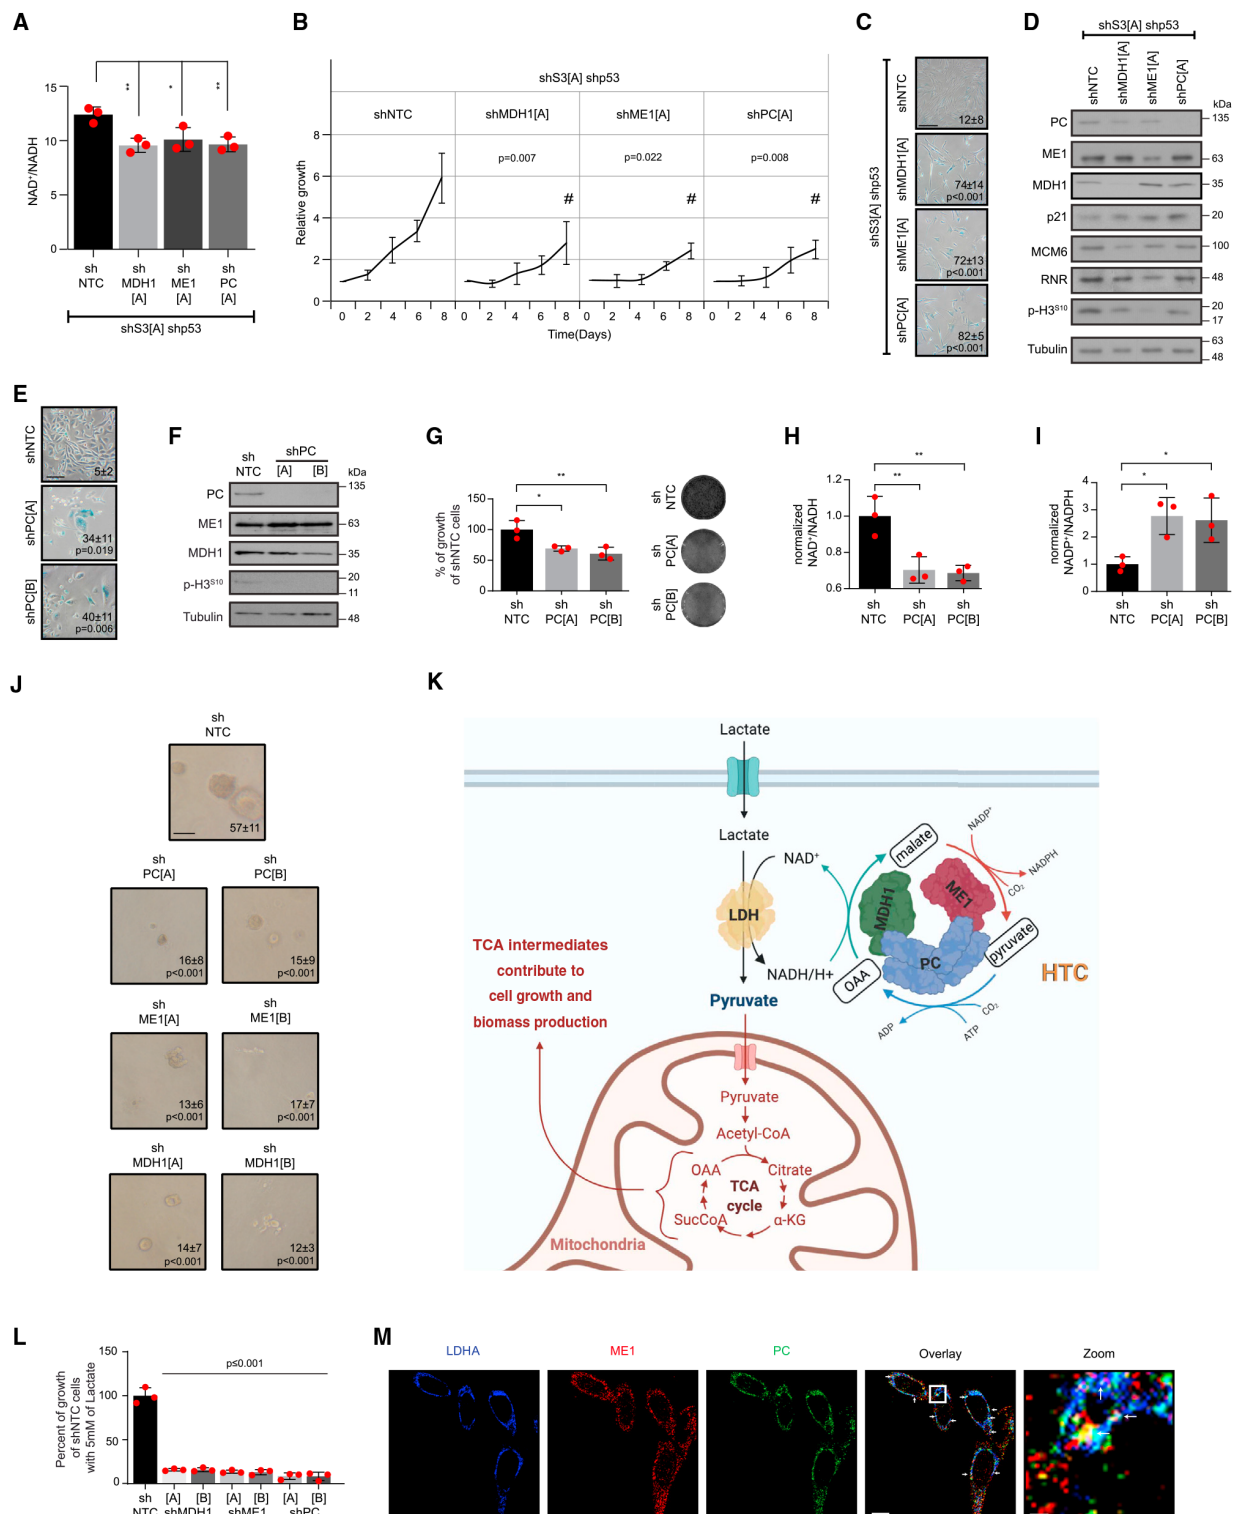 A
NAD⁺/NADH
15
10
5
0
**
*
**
sh
NTC
sh
MDH1
[A]
sh
ME1
[A]
sh
PC
[A]
shS3[A] shp53
B
shS3[A] shp53
Relative growth
shNTC
shMDH1[A]
shME1[A]
shPC[A]
p=0.007
p=0.022
p=0.008
#
#
#
8
6
4
2
0
0 2 4 6 8
0 2 4 6 8
0 2 4 6 8
0 2 4 6 8
Time(Days)
C
shS3[A] shp53
shNTC
12±8
shMDH1[A]
74±14
p<0.001
shME1[A]
72±13
p<0.001
shPC[A]
82±5
p<0.001
D
shS3[A] shp53
shNTC
shMDH1[A]
shME1[A]
shPC[A]
kDa
PC
135
ME1
63
MDH1
35
p21
20
MCM6
100
RNR
48
p-H3ˢ¹⁰
20
17
Tubulin
63
48
E
shNTC
5±2
shPC[A]
34±11
p=0.019
shPC[B]
40±11
p=0.006
F
sh
NTC
shPC
[A] [B]
kDa
PC
135
ME1
63
MDH1
35
p-H3ˢ¹⁰
20
11
Tubulin
48
G
% of growth
of shNTC cells
150
100
50
0
*
**
sh
NTC
sh
PC[A]
sh
PC[B]
sh
NTC
sh
PC[A]
sh
PC[B]
H
normalized
NAD⁺/NADH
1.2
1.0
0.8
0.6
**
**
sh
NTC
sh
PC[A]
sh
PC[B]
I
normalized
NADP⁺/NADPH
4
3
2
1
0
*
*
sh
NTC
sh
PC[A]
sh
PC[B]
J
sh
NTC
57±11
sh
PC[A]
16±8
p<0.001
sh
PC[B]
15±9
p<0.001
sh
ME1[A]
13±6
p<0.001
sh
ME1[B]
17±7
p<0.001
sh
MDH1[A]
14±7
p<0.001
sh
MDH1[B]
12±3
p<0.001
K
Lactate
Lactate
NAD⁺
LDH
NADH/H+
Pyruvate
malate
MDH1
ME1
PC
OAA
pyruvate
NADP⁺
NADPH
CO₂
CO₂
ATP
ADP
HTC
TCA intermediates
contribute to
cell growth and
biomass production
Pyruvate
Acetyl-CoA
OAA
Citrate
TCA
cycle
SucCoA
α-KG
Mitochondria
L
Percent of growth
of shNTC cells
with 5mM of Lactate
150
100
50
0
p≤0.001
sh
NTC
[A] [B]
shMDH1
[A] [B]
shME1
[A] [B]
shPC
M
LDHA
ME1
PC
Overlay
Zoom